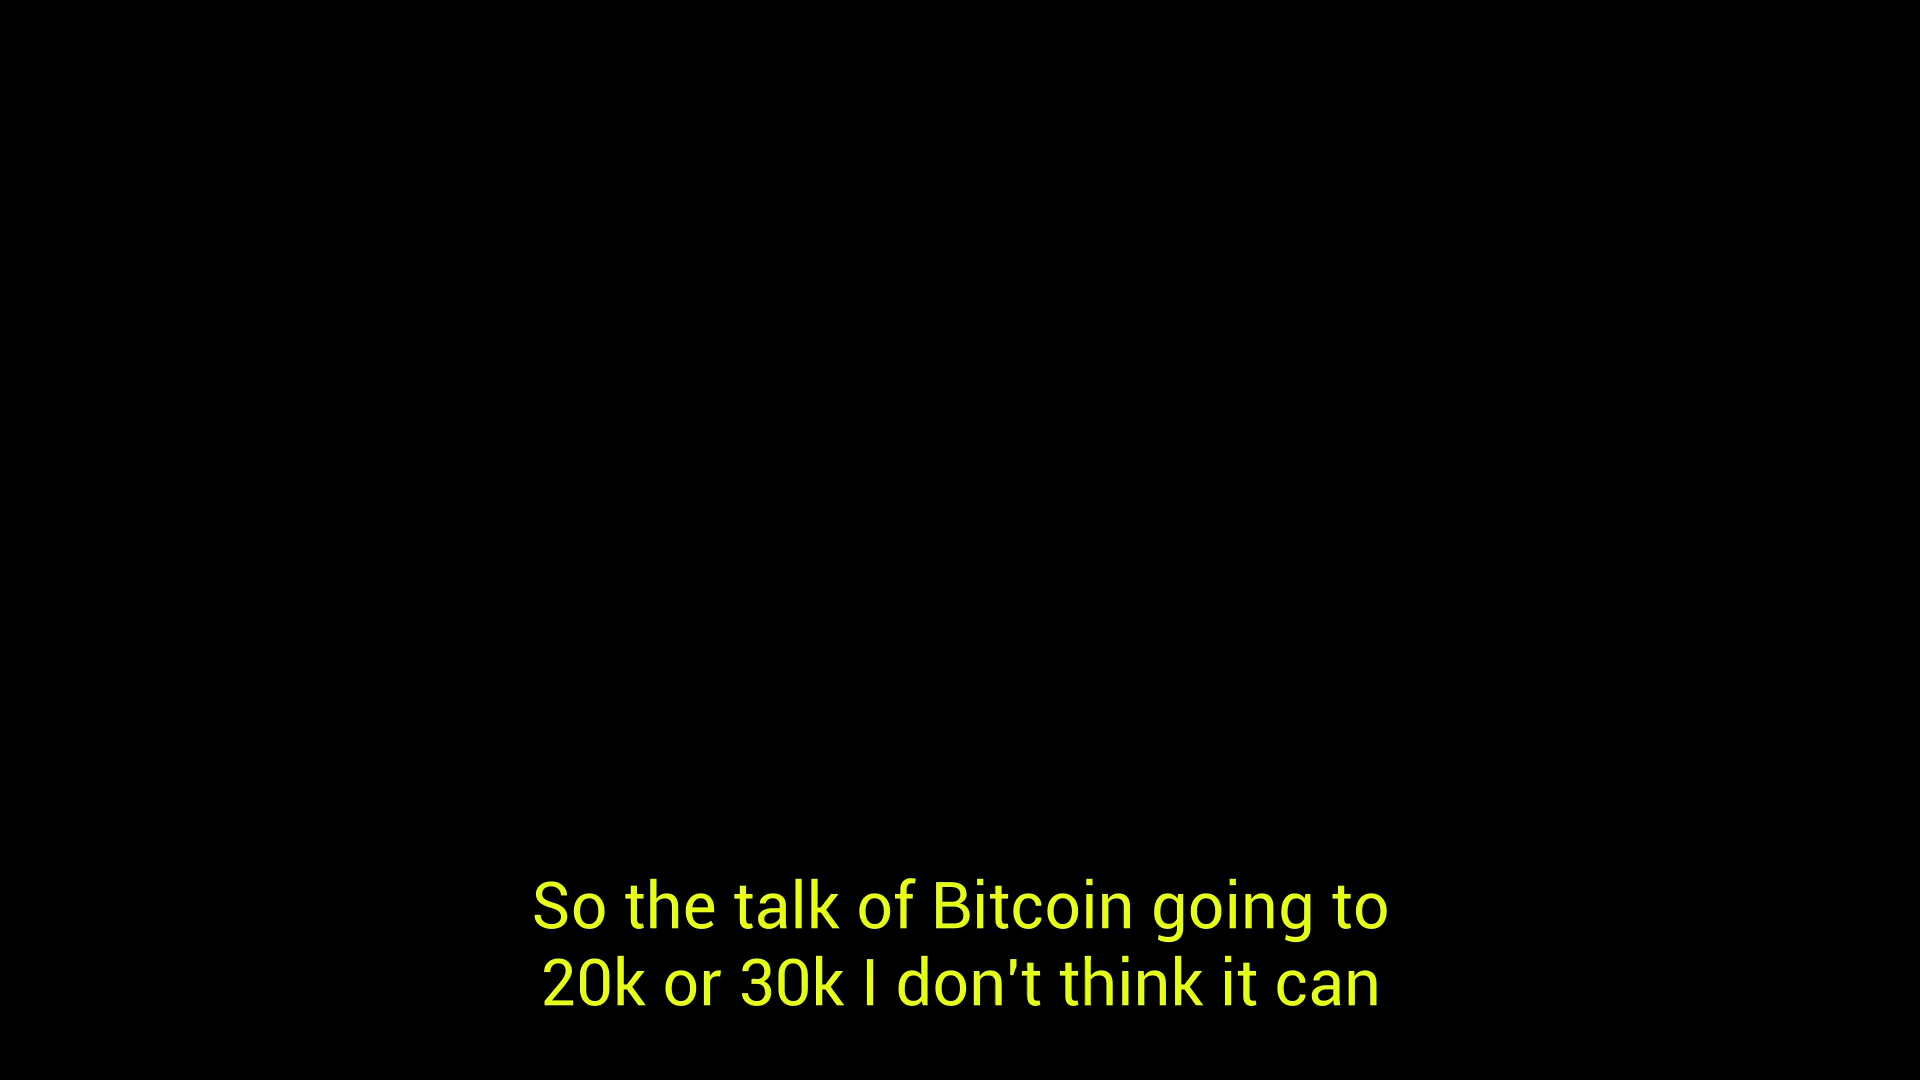 So the talk of Bitcoin going to
20k or 30k I don't think it can